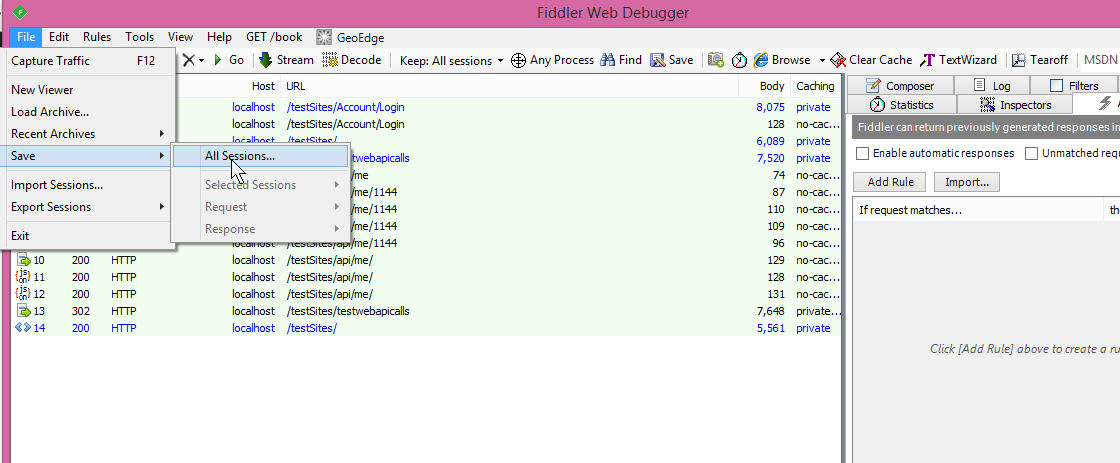 Fiddler Web Debugger
File Edit Rules Tools View Help GET /book GeoEdge
Capture Traffic F12
New Viewer
Load Archive...
Recent Archives
Save
Import Sessions...
Export Sessions
Exit
All Sessions...
Selected Sessions
Request
Response
Go Stream Decode Keep: All sessions Any Process Find Save Browse Clear Cache TextWizard Tearoff MSDN
Host URL Body Caching
localhost /testSites/Account/Login 8,075 private
localhost /testSites/Account/Login 128 no-cac...
localhost /testSites/ 6,089 private
testwebapicalls 7,520 private
/me 74 no-cac...
/me/1144 87 no-cac...
/me/1144 110 no-cac...
/me/1144 109 no-cac...
localhost /testSites/api/me/1144 96 no-cac...
10 200 HTTP localhost /testSites/api/me/ 129 no-cac...
11 200 HTTP localhost /testSites/api/me/ 128 no-cac...
12 200 HTTP localhost /testSites/api/me/ 131 no-cac...
13 302 HTTP localhost /testSites/testwebapicalls 7,648 private...
14 200 HTTP localhost /testSites/ 5,561 private
Composer Log Filters
Statistics Inspectors
Fiddler can return previously generated responses in
Enable automatic responses Unmatched requ
Add Rule Import...
If request matches... th
Click [Add Rule] above to create a ru